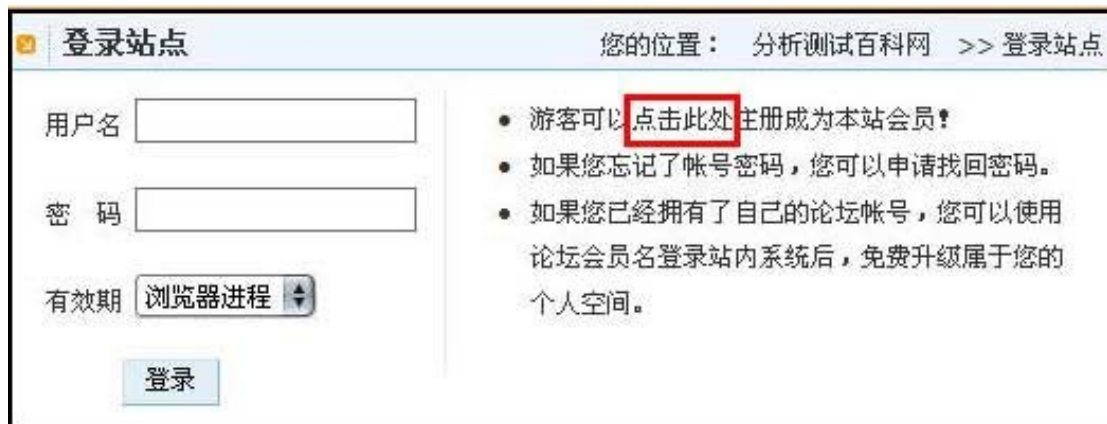 登录站点
您的位置： 分析测试百科网 >> 登录站点
用户名
密 码
有效期 浏览器进程
登录
游客可以点击此处注册成为本站会员！
如果您忘记了帐号密码，您可以申请找回密码。
如果您已经拥有了自己的论坛帐号，您可以使用
论坛会员名登录站内系统后，免费升级属于您的
个人空间。